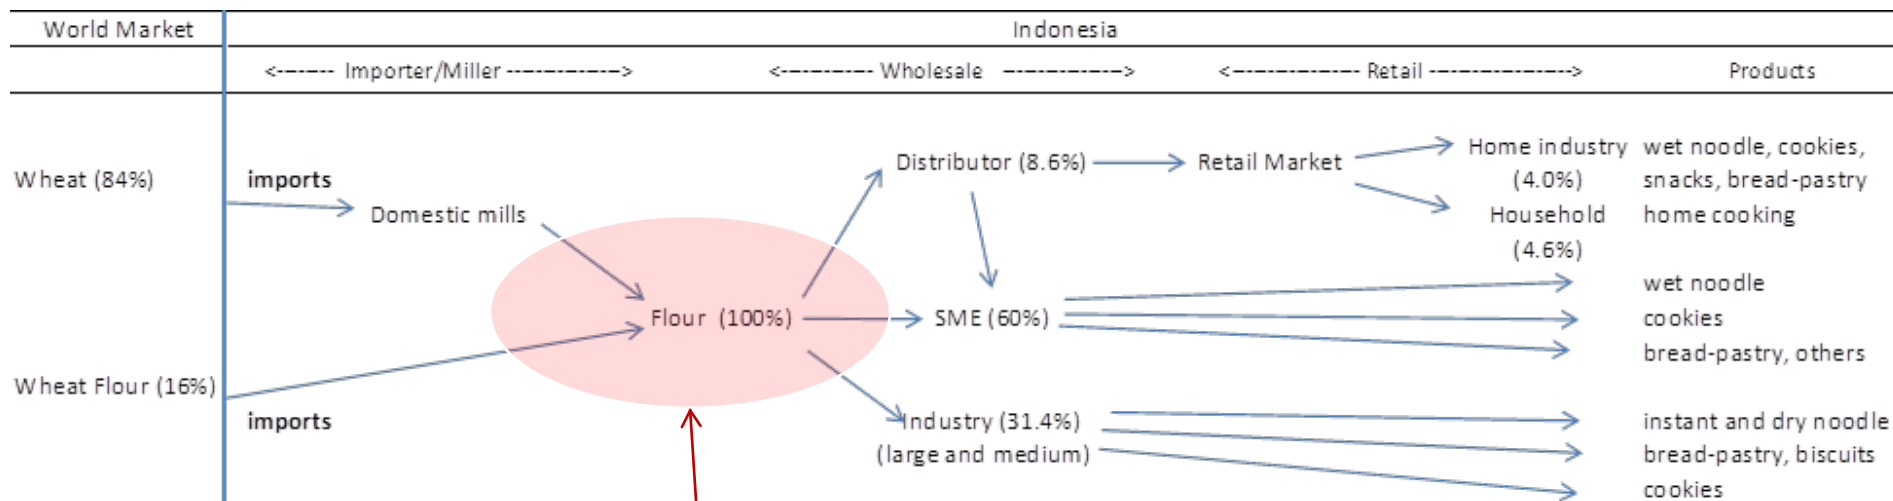 World Market Indonesia
<------- Importer/Miller -------------> <----------- Wholesale -------------> <--------------- Retail ----------------> Products
Home industry wet noodle, cookies,
Distributor (8.6%) Retail Market
Wheat (84%) imports (4.0%) snacks, bread-pastry
Domestic mills Household home cooking
(4.6%)
wet noodle
Flour (100%) SME (60%) cookies
bread-pastry, others
Wheat Flour (16%)
imports Industry (31.4%) instant and dry noodle
(large and medium) bread-pastry, biscuits
cookies